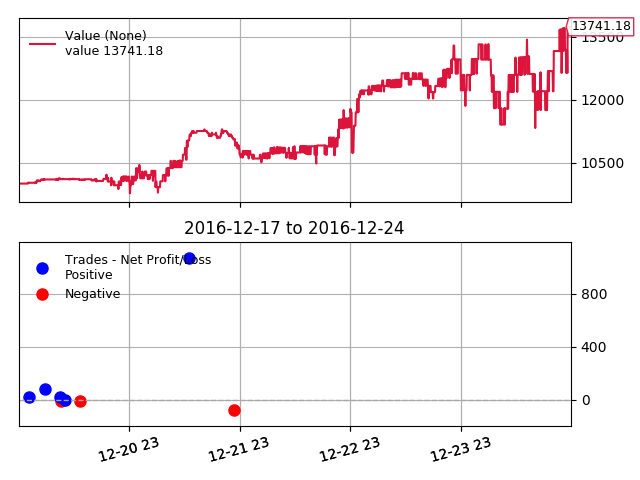 Value (None)
value 13741.18
13741.18
13500
12000
10500
2016-12-17 to 2016-12-24
Trades - Net Profit/Loss
Positive
Negative
800
400
0
12-20 23
12-21 23
12-22 23
12-23 23